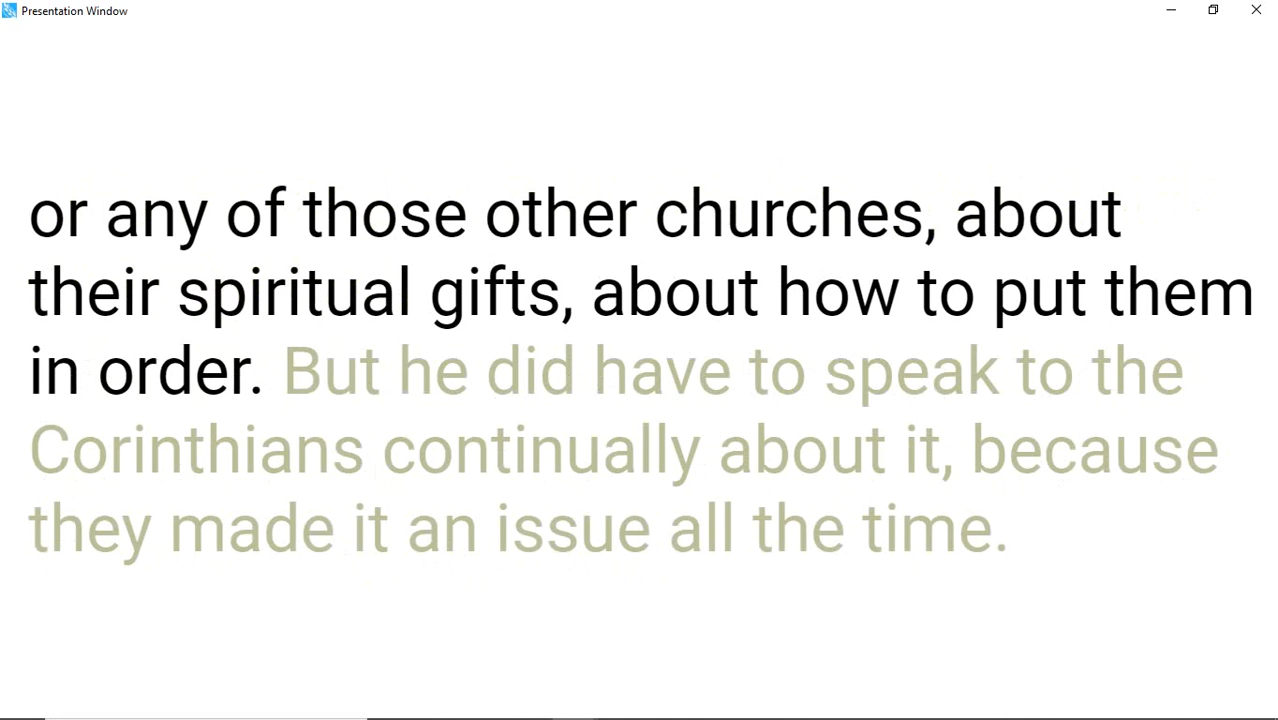 Presentation Window
or any of those other churches, about
their spiritual gifts, about how to put them
in order. But he did have to speak to the
Corinthians continually about it, because
they made it an issue all the time.